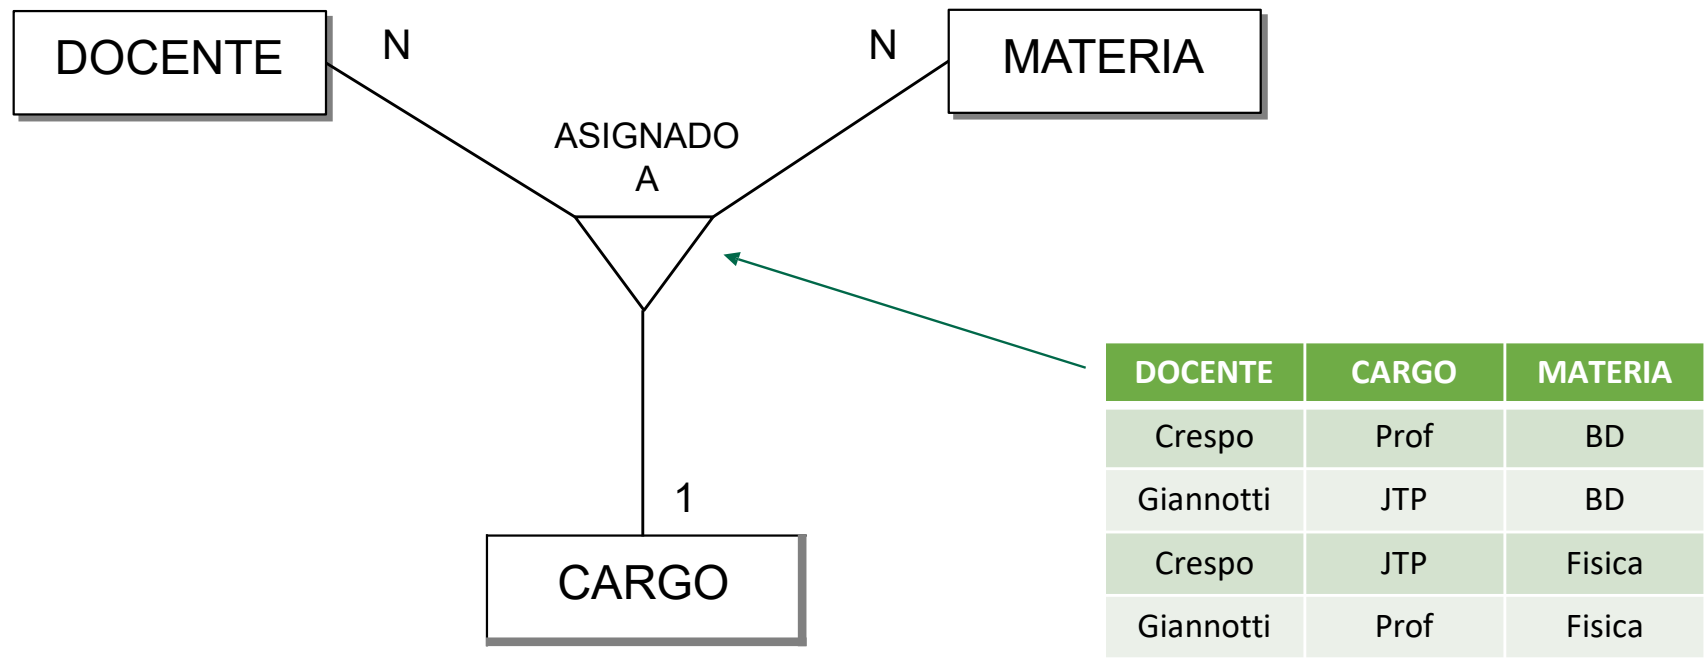 DOCENTE
N
N
MATERIA
ASIGNADO
A
1
CARGO
DOCENTE CARGO MATERIA
Crespo Prof BD
Giannotti JTP BD
Crespo JTP Fisica
Giannotti Prof Fisica